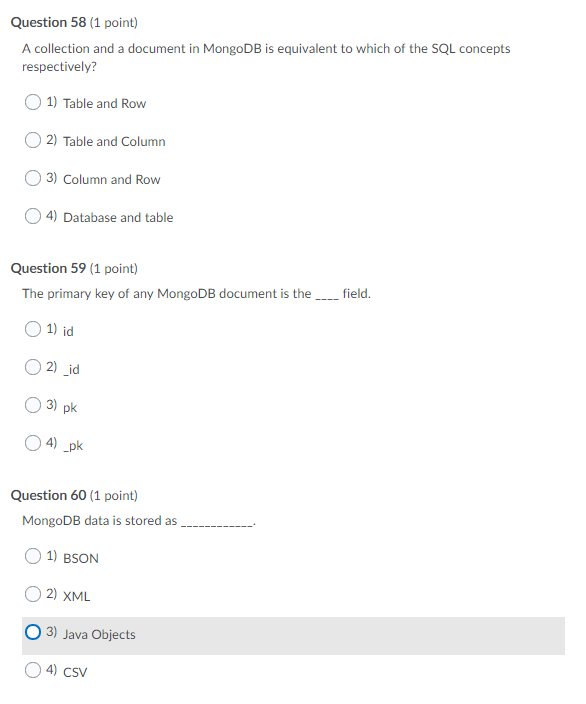 Question 58 (1 point)
A collection and a document in MongoDB is equivalent to which of the SQL concepts
respectively?
1) Table and Row
2) Table and Column
3) Column and Row
4) Database and table
Question 59 (1 point)
The primary key of any MongoDB document is the ____ field.
1) id
2) _id
3) pk
4) _pk
Question 60 (1 point)
MongoDB data is stored as ____________.
1) BSON
2) XML
3) Java Objects
4) CSV